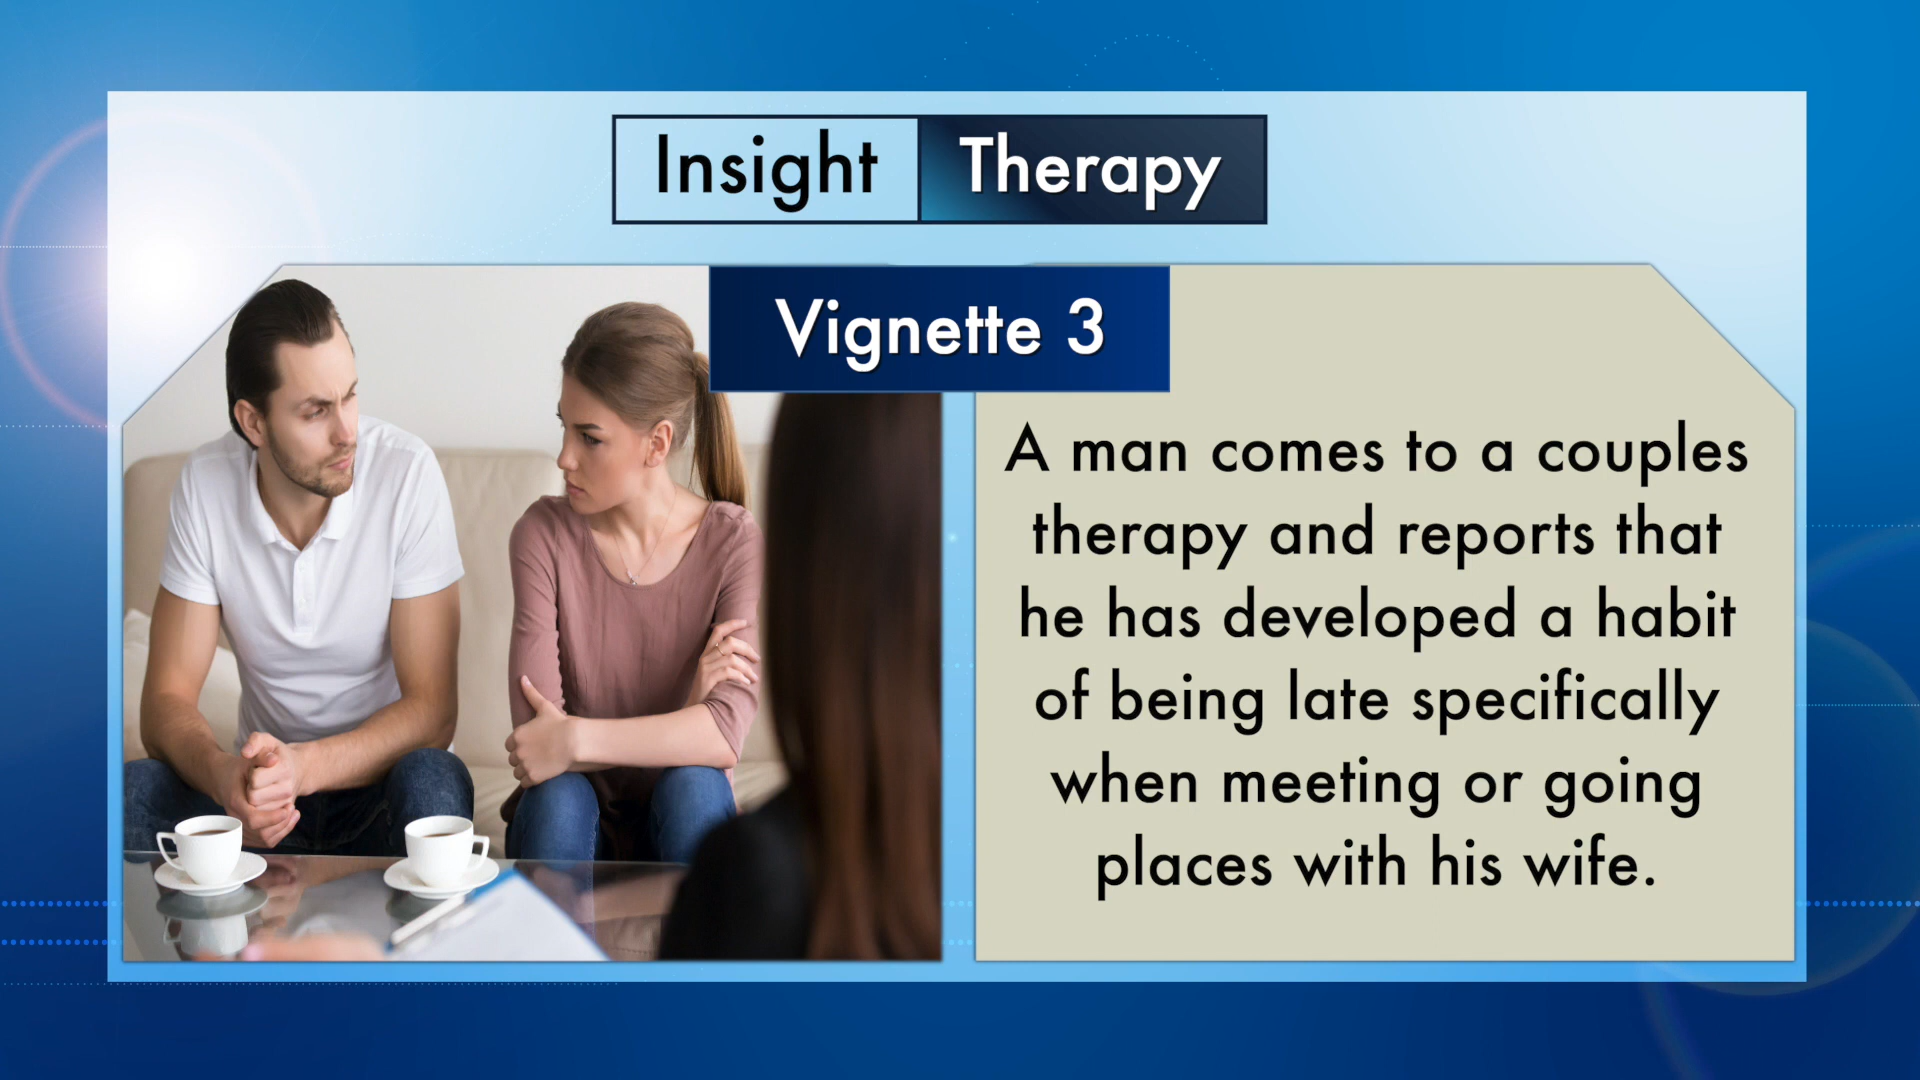 Insight Therapy
Vignette 3
A man comes to a couples
therapy and reports that
he has developed a habit
of being late specifically
when meeting or going
places with his wife.